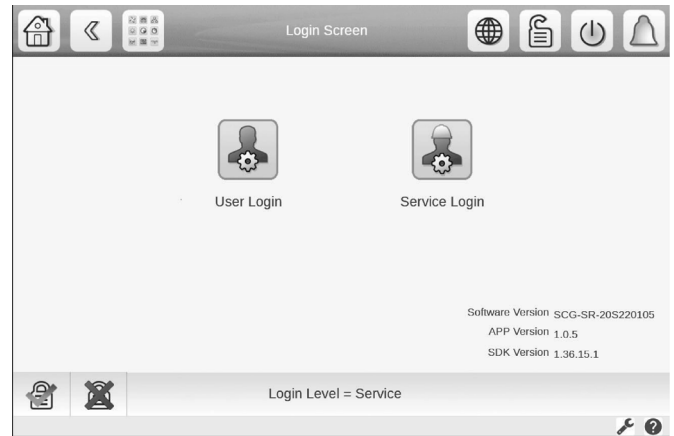 Login Screen
User Login
Service Login
Software Version SCG-SR-20S220105
APP Version 1.0.5
SDK Version 1.36.15.1
Login Level = Service